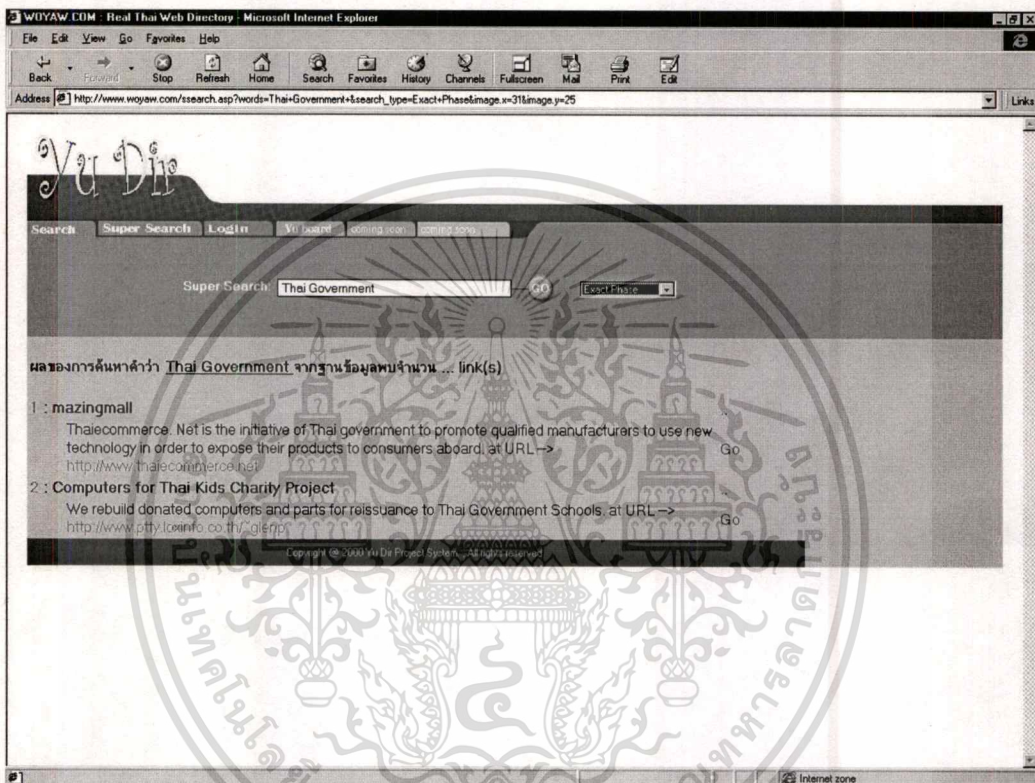 WOYAW.COM : Real Thai Web Directory - Microsoft Internet Explorer
File Edit View Go Favorites Help
Back Forward Stop Refresh Home Search Favorites History Channels Fullscreen Mail Print Edit
Address http://www.woyaw.com/ssearch.asp?words=Thai+Government+&search_type=Exact+Phase&image.x=31&image.y=25 Links
Yu Dir
Search Super Search Login Yu board coming soon coming soon
Super Search: Thai Government GO Exact Phase
ผลของการค้นหาคำว่า Thai Government จากฐานข้อมูลพบจำนวน ... link(s)
1 : mazingmall
Thaiecommerce. Net is the initiative of Thai government to promote qualified manufacturers to use new
technology in order to expose their products to consumers aboard. at URL-->
Go
http://www.thaiecommerce.net
2 : Computers for Thai Kids Charity Project
We rebuild donated computers and parts for reissuance to Thai Government Schools. at URL -->
Go
http://www.ptty.loxinfo.co.th/~glenp
Copyright @ 2000 Yu Dir Project System. All rights reserved
Internet zone